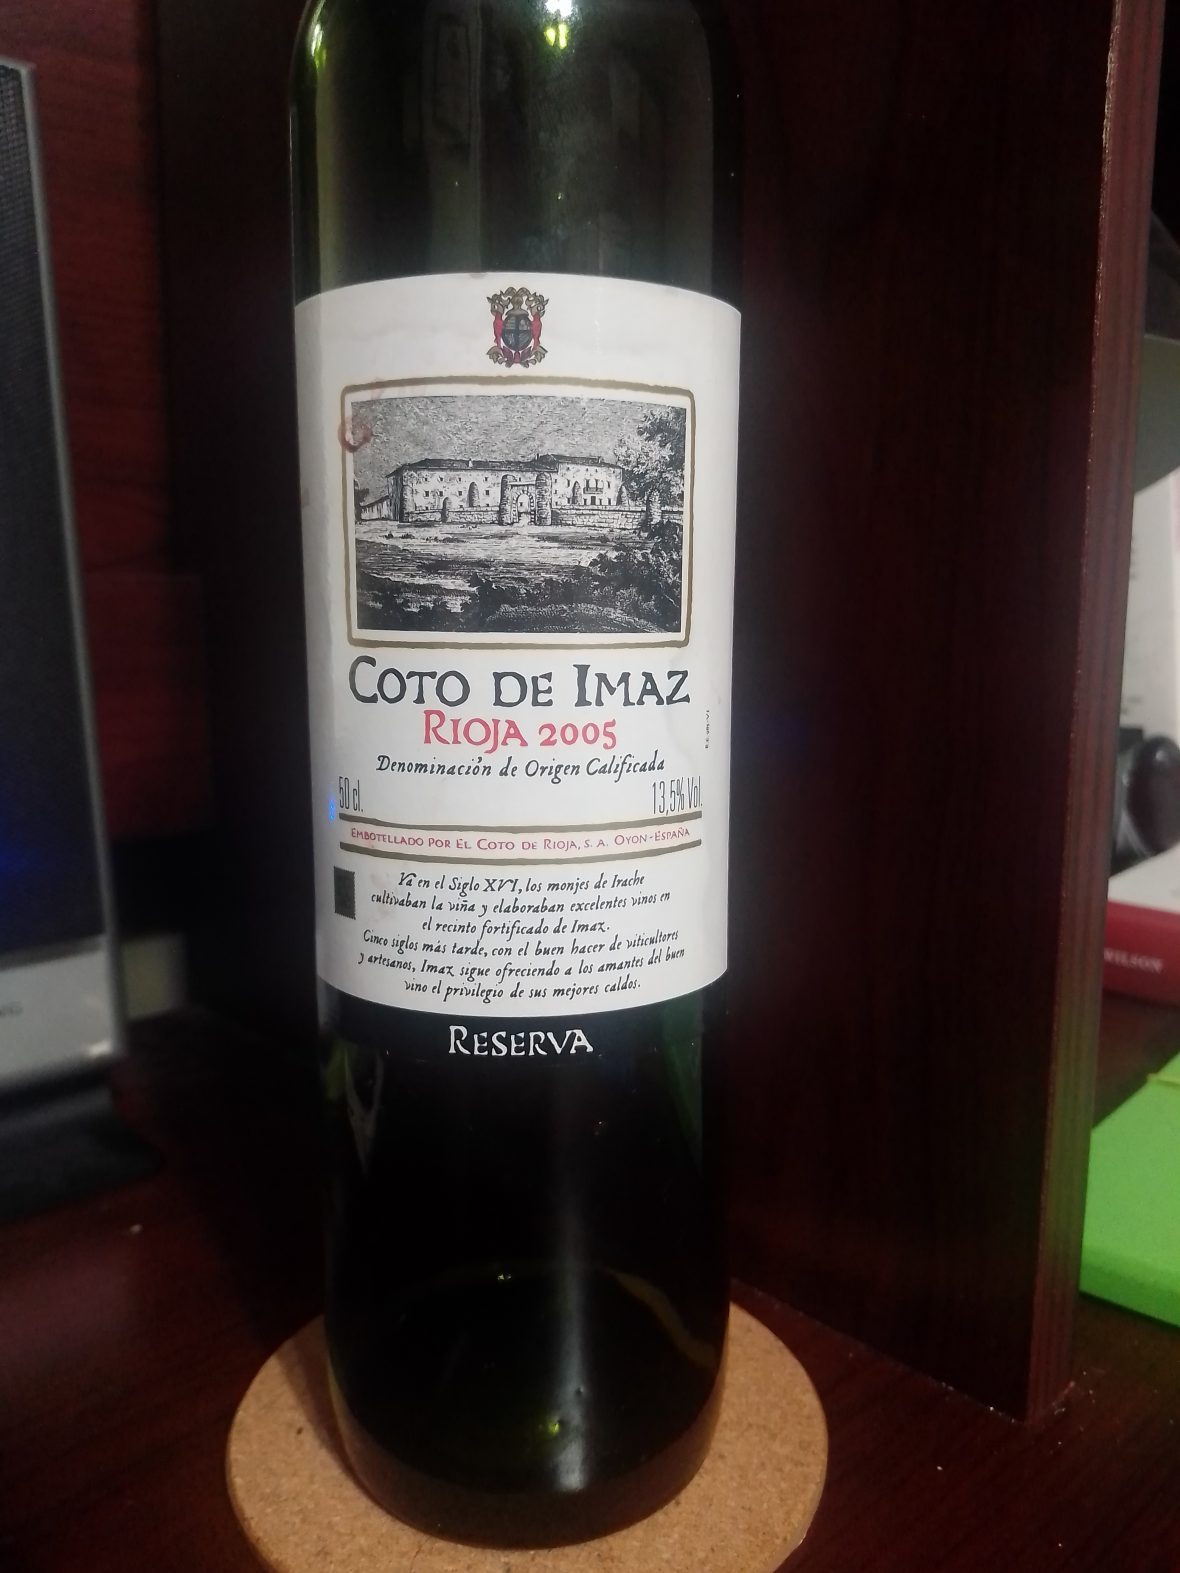 COTO DE IMAZ
RIOJA 2005
Denominación de Origen Calificada
50 cl.
13,5% Vol.
EMBOTELLADO POR EL COTO DE RIOJA, S. A. OYON-ESPAÑA
Ya en el Siglo XVI, los monjes de Irache
cultivaban la viña y elaboraban excelentes vinos en
el recinto fortificado de Imaz.
Cinco siglos más tarde, con el buen hacer de viticultores
y artesanos, Imaz sigue ofreciendo a los amantes del buen
vino el privilegio de sus mejores caldos.
RESERVA
WILSON